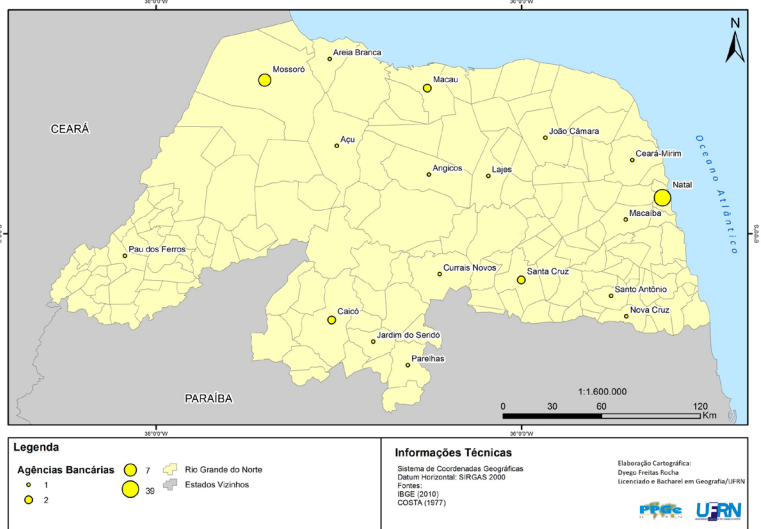 38°0'0"W
36°0'0"W
N
Areia Branca
Mossoró
Macau
CEARÁ
João Câmara
Açu
Ceará-Mirim
Angicos
Lajes
Oceano Atlântico
Natal
Macaíba
Pau dos Ferros
Currais Novos
Santa Cruz
Santo Antônio
Nova Cruz
Caicó
Jardim do Seridó
Parelhas
PARAÍBA
1:1.600.000
0 30 60 120
Km
38°0'0"W
36°0'0"W
Legenda
Agências Bancárias
1
2
7
39
Rio Grande do Norte
Estados Vizinhos
Informações Técnicas
Sistema de Coordenadas Geográficas
Datum Horizontal: SIRGAS 2000
Fontes:
IBGE (2010)
COSTA (1977)
Elaboração Cartográfica:
Dyego Freitas Rocha
Licenciado e Bacharel em Geografia/UFRN
PPGe
UFRN